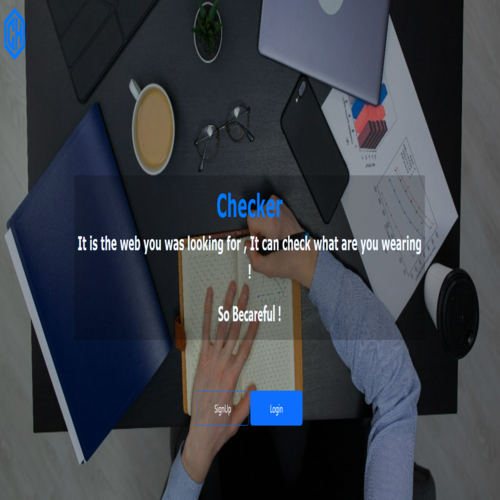 CH
Checker
It is the web you was looking for , It can check what are you wearing
!
So Becareful !
SignUp
Login